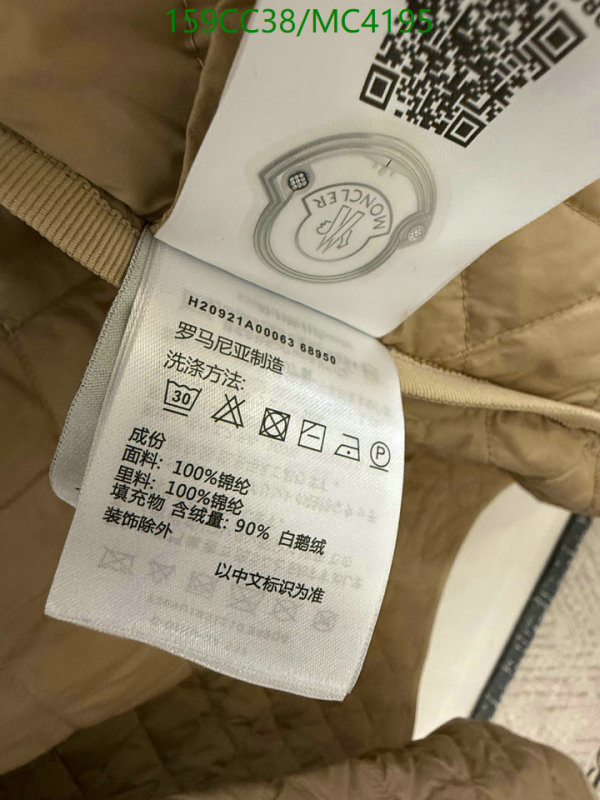 159CC38/MC4195
MONCLER
H20921A00063 68950
罗马尼亚制造
洗涤方法:
30
P
成份
面料: 100%锦纶
里料: 100%锦纶
填充物 含绒量: 90% 白鹅绒
装饰除外
以中文标识为准